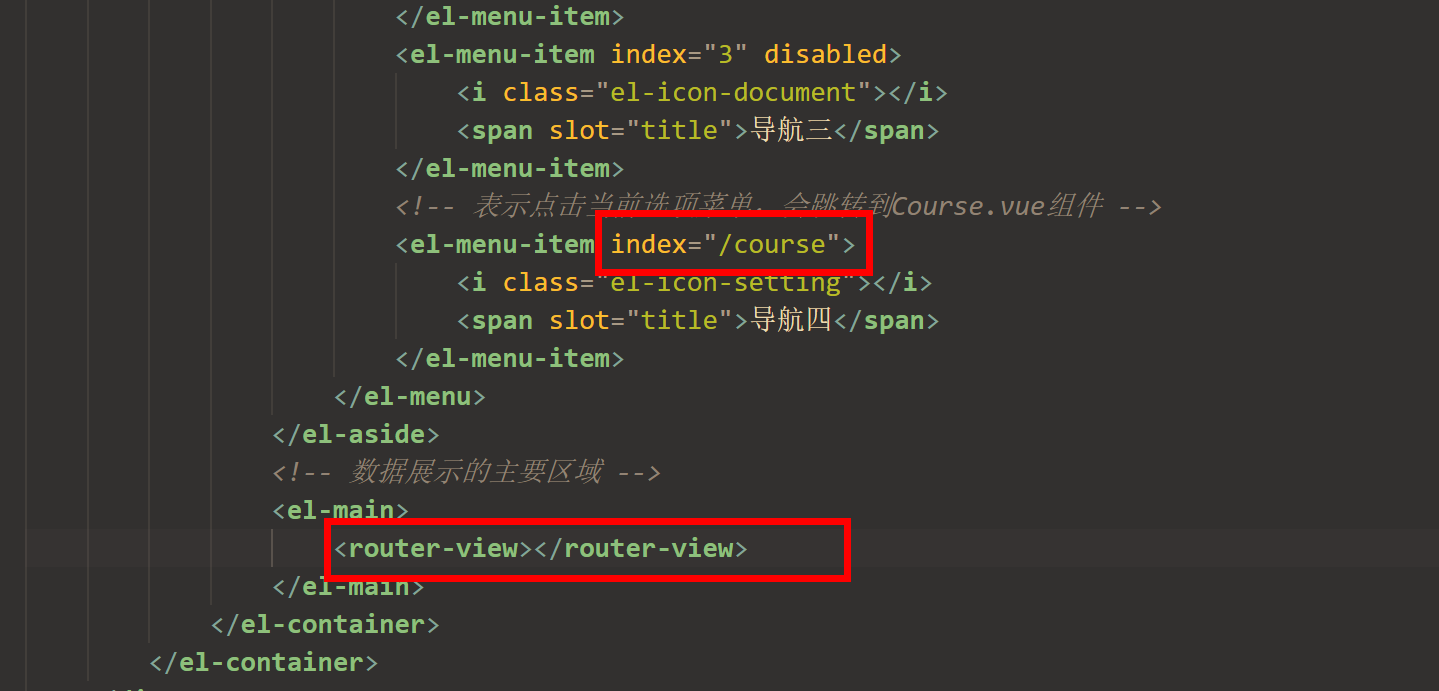 </el-menu-item>
<el-menu-item index="3" disabled>
<i class="el-icon-document"></i>
<span slot="title">导航三</span>
</el-menu-item>
<!-- 表示点击当前选项菜单，会跳转到Course.vue组件 -->
<el-menu-item index="/course">
<i class="el-icon-setting"></i>
<span slot="title">导航四</span>
</el-menu-item>
</el-menu>
</el-aside>
<!-- 数据展示的主要区域 -->
<el-main>
<router-view></router-view>
</el-main>
</el-container>
</el-container>